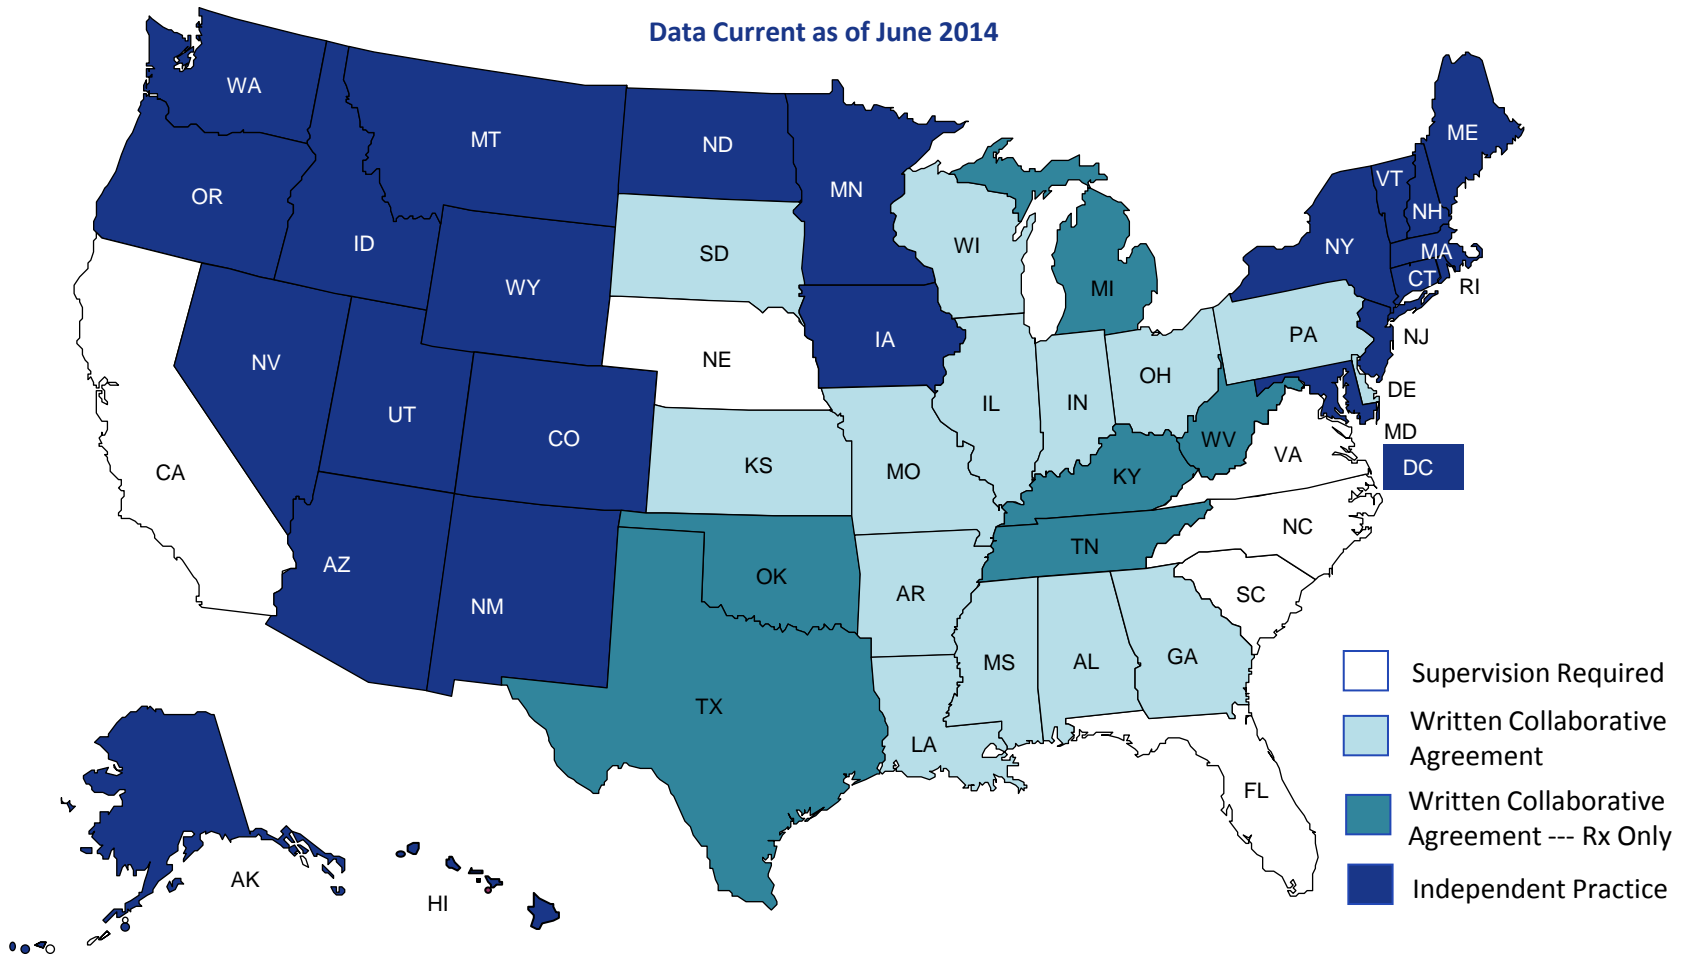 Data Current as of June 2014
WA
MT
ND
ME
OR
MN
VT
NH
ID
SD
WI
NY
MA
WY
MI
CT
RI
NV
NE
IA
PA
NJ
UT
CO
IL
IN
OH
DE
MD
CA
KS
MO
KY
WV
VA
DC
AZ
NM
OK
AR
TN
NC
SC
TX
LA
MS
AL
GA
FL
AK
HI
Supervision Required
Written Collaborative
Agreement
Written Collaborative
Agreement --- Rx Only
Independent Practice